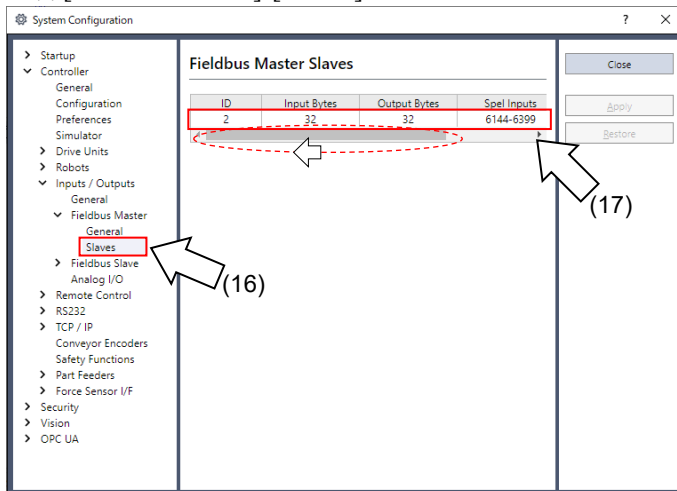 System Configuration
?
Startup
Controller
General
Configuration
Preferences
Simulator
Drive Units
Robots
Inputs / Outputs
General
Fieldbus Master
General
Slaves
Fieldbus Slave
Analog I/O
Remote Control
RS232
TCP / IP
Conveyor Encoders
Safety Functions
Part Feeders
Force Sensor I/F
Security
Vision
OPC UA
Fieldbus Master Slaves
ID Input Bytes Output Bytes Spel Inputs
2 32 32 6144-6399
(16)
(17)
Close
Apply
Restore